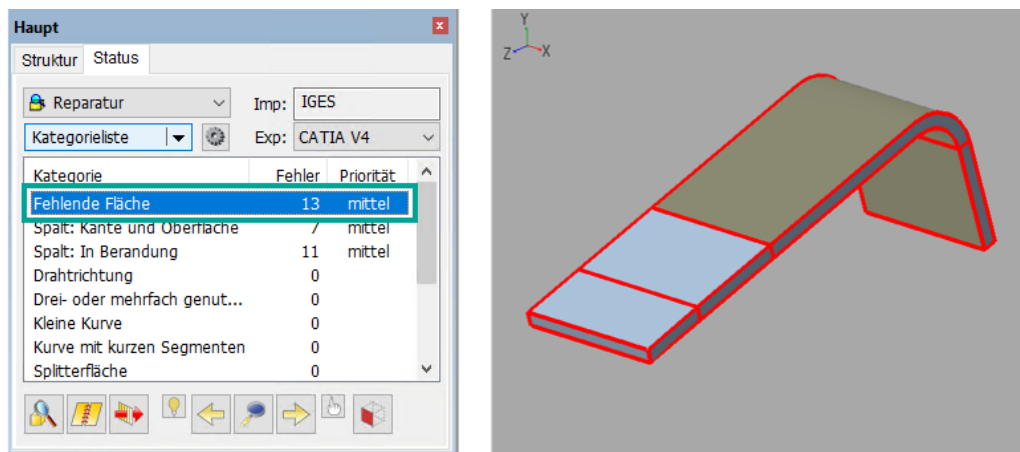 Haupt
Struktur Status
Reparatur Imp: IGES
Kategorieliste Exp: CATIA V4
Kategorie Fehler Priorität
Fehlende Fläche 13 mittel
Spalt: Kante und Oberfläche 7 mittel
Spalt: In Berandung 11 mittel
Drahtrichtung 0
Drei- oder mehrfach genut... 0
Kleine Kurve 0
Kurve mit kurzen Segmenten 0
Splitterfläche 0
Y
Z X